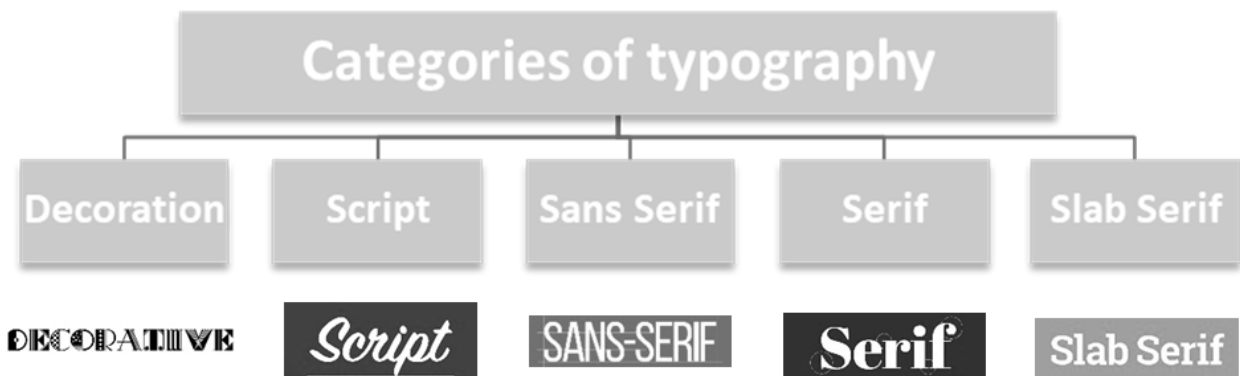 Categories of typography
Decoration
Script
Sans Serif
Serif
Slab Serif
DECORATIVE
Script
SANS-SERIF
Serif
Slab Serif